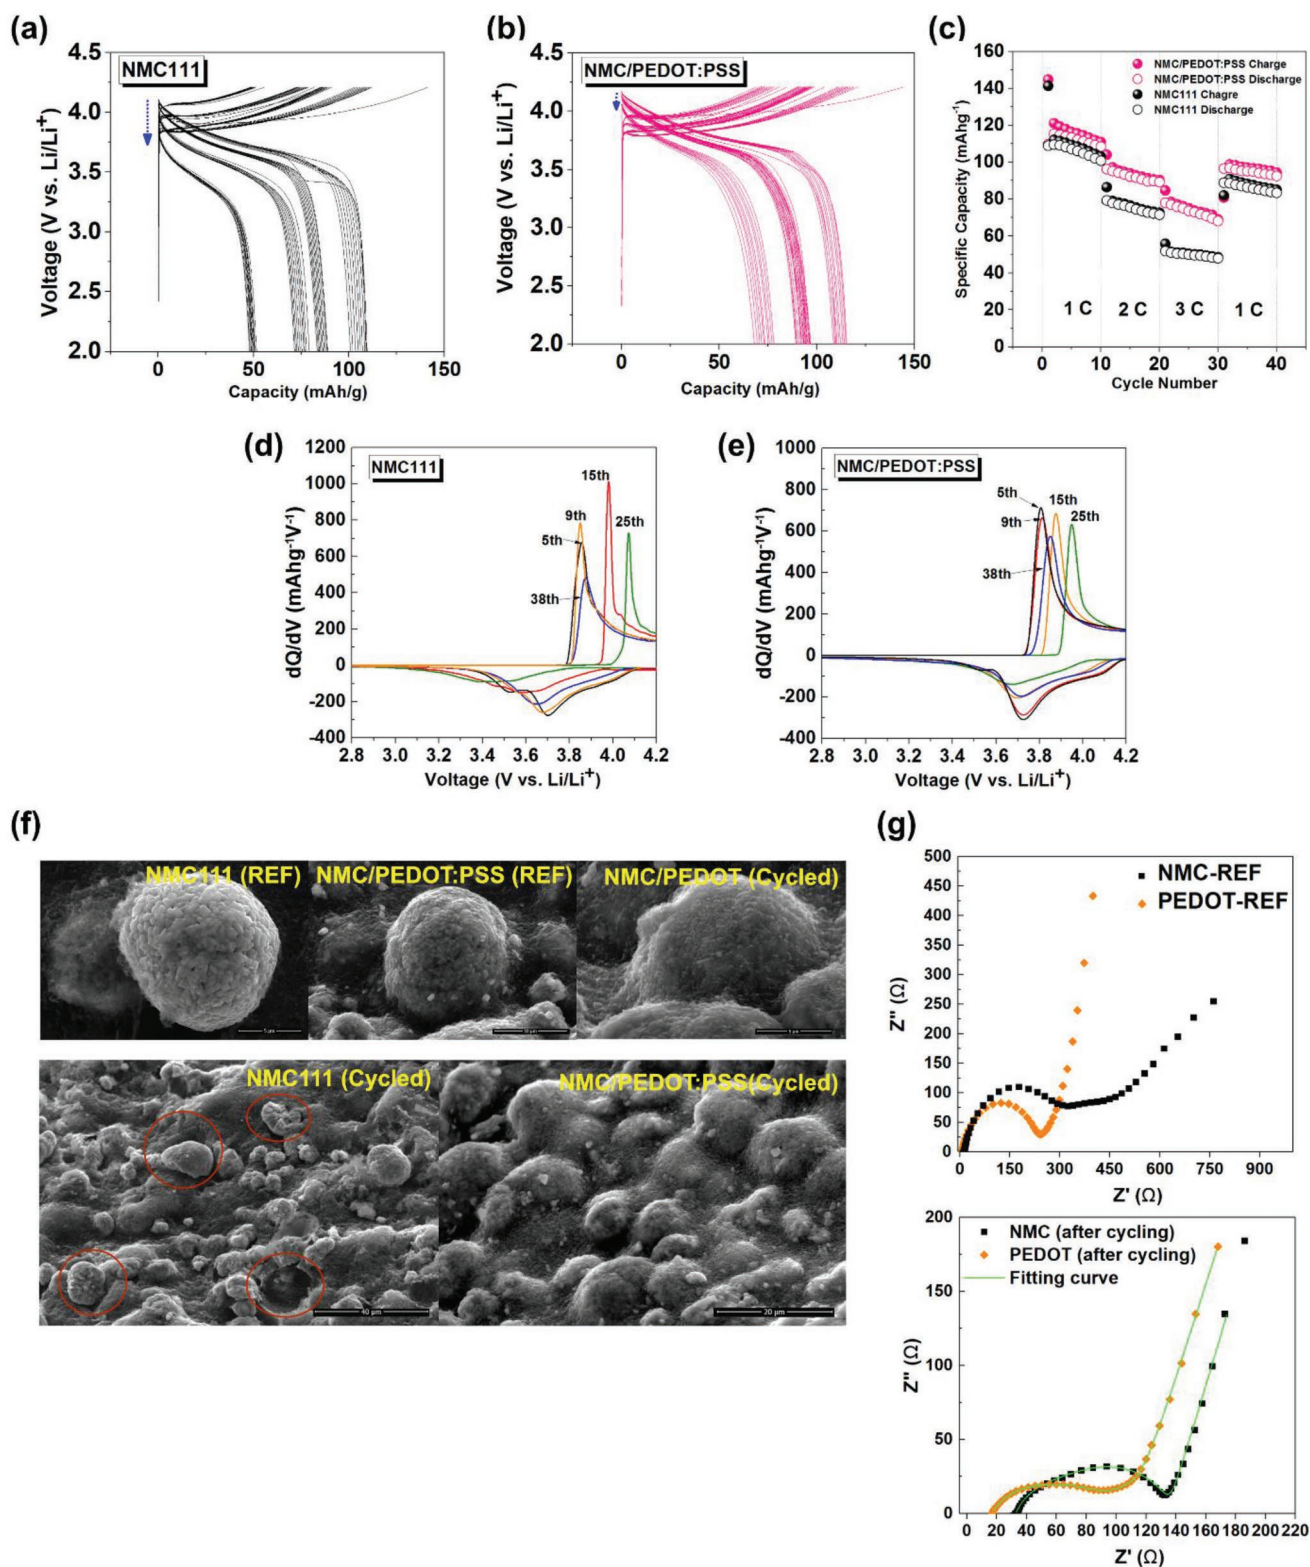 (a)
NMC111
4.5
4.0
3.5
3.0
2.5
2.0
Voltage (V vs. Li/Li+)
0
50
100
150
Capacity (mAh/g)
(b)
NMC/PEDOT:PSS
4.5
4.0
3.5
3.0
2.5
2.0
Voltage (V vs. Li/Li+)
0
50
100
150
Capacity (mAh/g)
(c)
160
140
120
100
80
60
40
20
0
Specific Capacity (mAhg-1)
NMC/PEDOT:PSS Charge
NMC/PEDOT:PSS Discharge
NMC111 Chagre
NMC111 Discharge
1 C
2 C
3 C
1 C
0
10
20
30
40
Cycle Number
(d)
NMC111
1200
1000
800
600
400
200
0
-200
-400
dQ/dV (mAhg-1V-1)
15th
9th
25th
5th
38th
2.8
3.0
3.2
3.4
3.6
3.8
4.0
4.2
Voltage (V vs. Li/Li+)
(e)
NMC/PEDOT:PSS
1000
800
600
400
200
0
-200
-400
dQ/dV (mAhg-1V-1)
5th
15th
9th
25th
38th
2.8
3.0
3.2
3.4
3.6
3.8
4.0
4.2
Voltage (V vs. Li/Li+)
(f)
NMC111 (REF)
NMC/PEDOT:PSS (REF)
NMC/PEDOT (Cycled)
NMC111 (Cycled)
40 µm
NMC/PEDOT:PSS(Cycled)
20 µm
(g)
500
450
400
350
300
250
200
150
100
50
0
Z'' (Ω)
NMC-REF
PEDOT-REF
0
150
300
450
600
750
900
Z' (Ω)
200
150
100
50
0
Z'' (Ω)
NMC (after cycling)
PEDOT (after cycling)
Fitting curve
0
20
40
60
80
100
120
140
160
180
200
220
Z' (Ω)